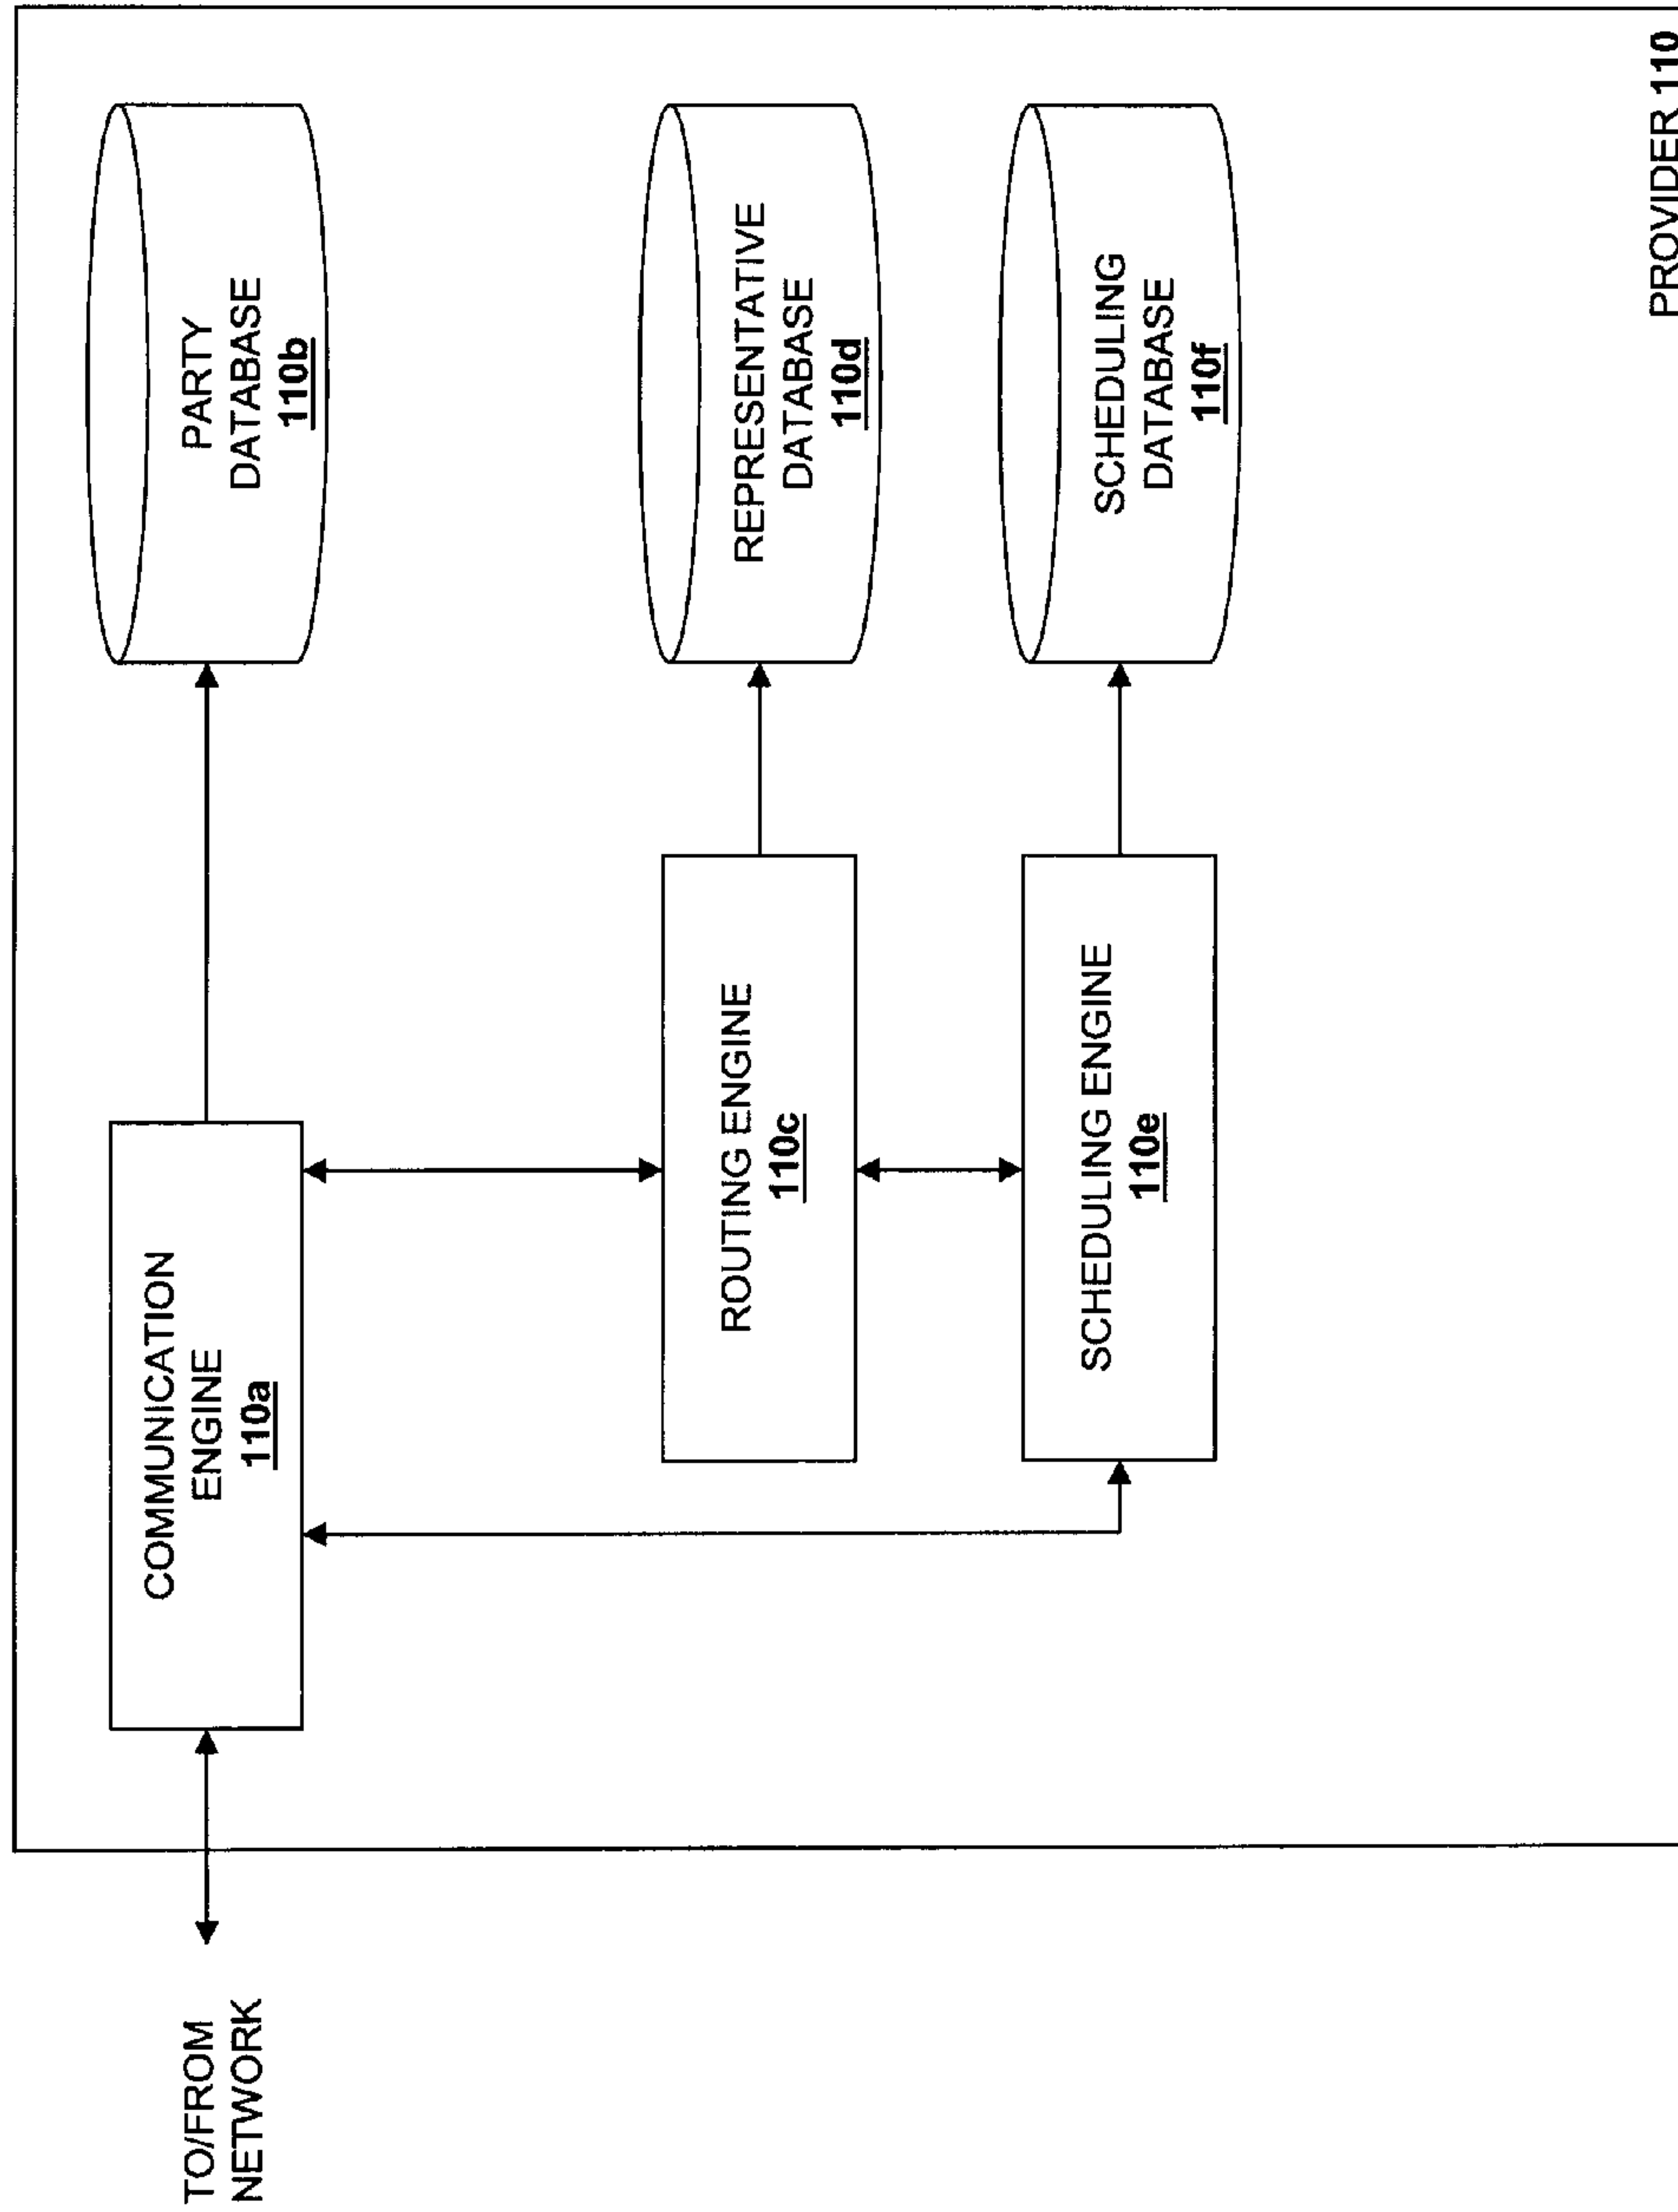 TO/FROM
NETWORK
COMMUNICATION
ENGINE
110a
PARTY
DATABASE
110b
ROUTING ENGINE
110c
REPRESENTATIVE
DATABASE
110d
SCHEDULING ENGINE
110e
SCHEDULING
DATABASE
110f
PROVIDER 110